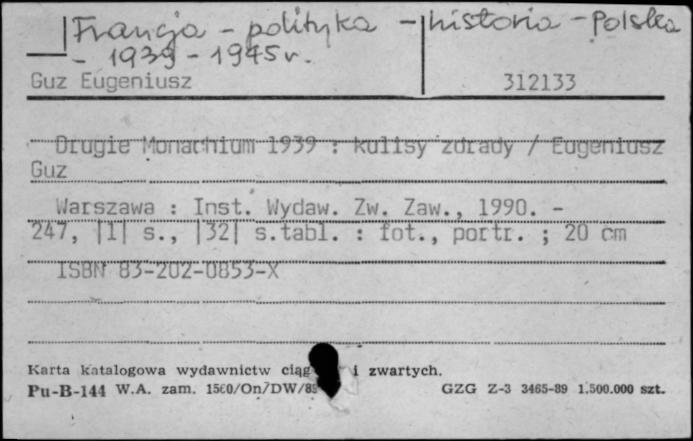 Francja - polityka - historia - Polska
- 1939 - 1945 r.
Guz Eugeniusz 312133
Drugie Monachium 1939 : kulisy zdrady / Eugeniusz
Guz
Warszawa : Inst. Wydaw. Zw. Zaw., 1990. -
247, |1| s., |32| s.tabl. : fot., portr. ; 20 cm
ISBN 83-202-0853-X
Karta katalogowa wydawnictw ciąg i zwartych.
Pu-B-144 W.A. zam. 1560/On/DW/89 GZG Z-3 3465-89 1.500.000 szt.